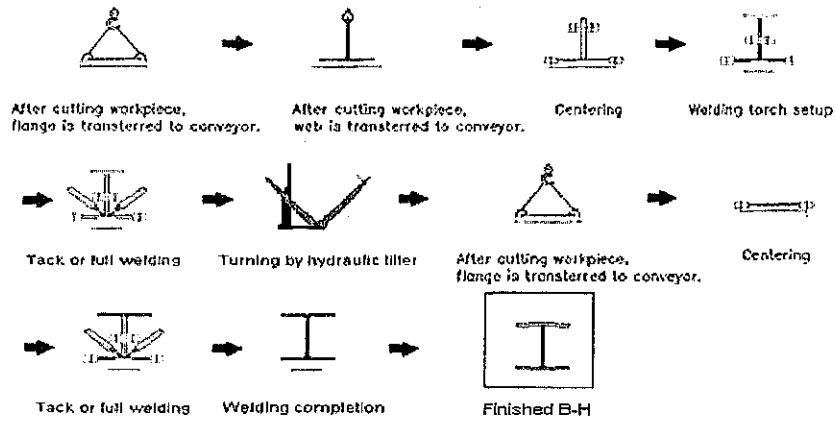 After cutting workpiece,
flange is transferred to conveyor.
After cutting workpiece,
web is transferred to conveyor.
Centering
Welding torch setup
Tack or full welding
Turning by hydraulic tilter
After cutting workpiece,
flange is transferred to conveyor.
Centering
Tack or full welding
Welding completion
Finished B-H